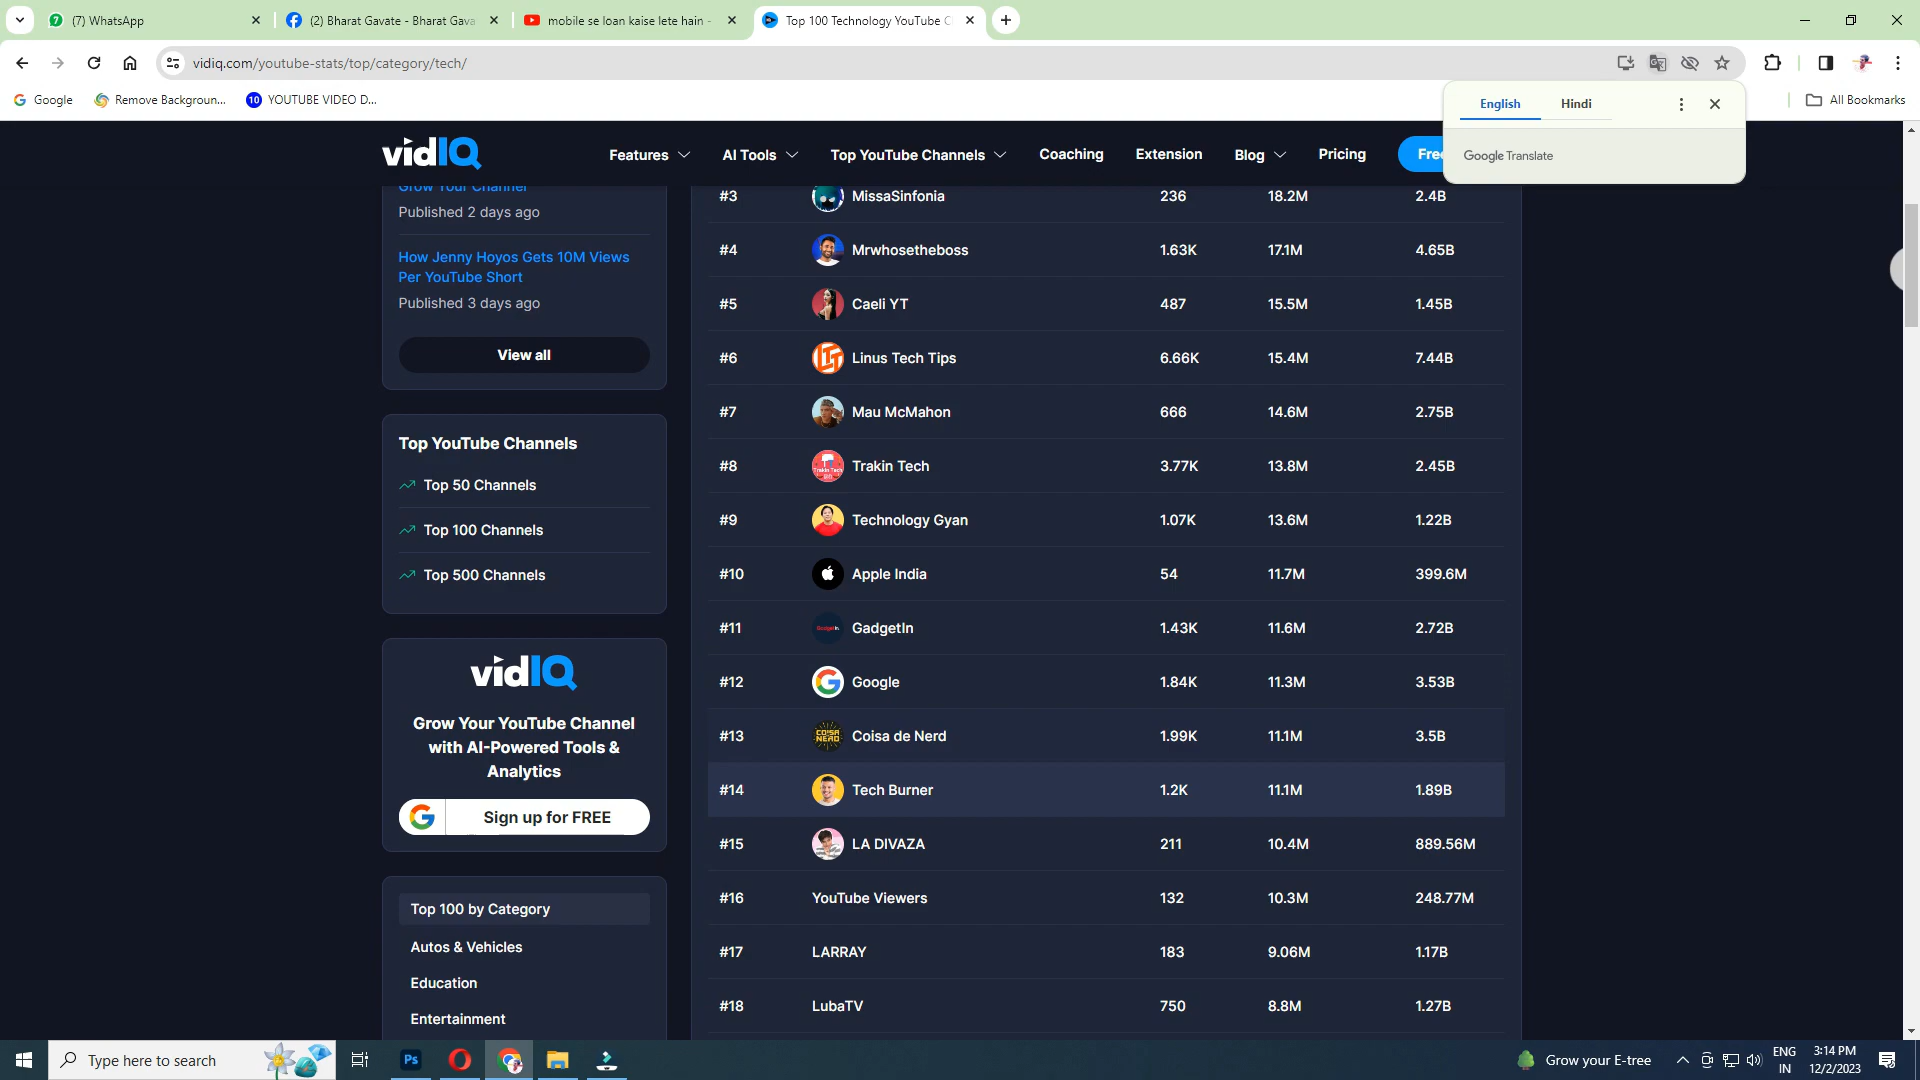 (7) WhatsApp
(2) Bharat Gavate - Bharat Gava
mobile se loan kaise lete hain -
Top 100 Technology YouTube C
vidiq.com/youtube-stats/top/category/tech/
Google
Remove Backgroun...
10
YOUTUBE VIDEO D...
All Bookmarks
English
Hindi
Google Translate
vidIQ
Features
AI Tools
Top YouTube Channels
Coaching
Extension
Blog
Pricing
Free
Grow Your Channel
Published 2 days ago
How Jenny Hoyos Gets 10M Views
Per YouTube Short
Published 3 days ago
View all
Top YouTube Channels
Top 50 Channels
Top 100 Channels
Top 500 Channels
vidIQ
Grow Your YouTube Channel
with AI-Powered Tools &
Analytics
Sign up for FREE
Top 100 by Category
Autos & Vehicles
Education
Entertainment
#3 MissaSinfonia 236 18.2M 2.4B
#4 Mrwhosetheboss 1.63K 17.1M 4.65B
#5 Caeli YT 487 15.5M 1.45B
#6 Linus Tech Tips 6.66K 15.4M 7.44B
#7 Mau McMahon 666 14.6M 2.75B
#8 Trakin Tech 3.77K 13.8M 2.45B
#9 Technology Gyan 1.07K 13.6M 1.22B
#10 Apple India 54 11.7M 399.6M
#11 GadgetIn 1.43K 11.6M 2.72B
#12 Google 1.84K 11.3M 3.53B
#13 Coisa de Nerd 1.99K 11.1M 3.5B
#14 Tech Burner 1.2K 11.1M 1.89B
#15 LA DIVAZA 211 10.4M 889.56M
#16 YouTube Viewers 132 10.3M 248.77M
#17 LARRAY 183 9.06M 1.17B
#18 LubaTV 750 8.8M 1.27B
Type here to search
Ps
Grow your E-tree
ENG
IN
3:14 PM
12/2/2023